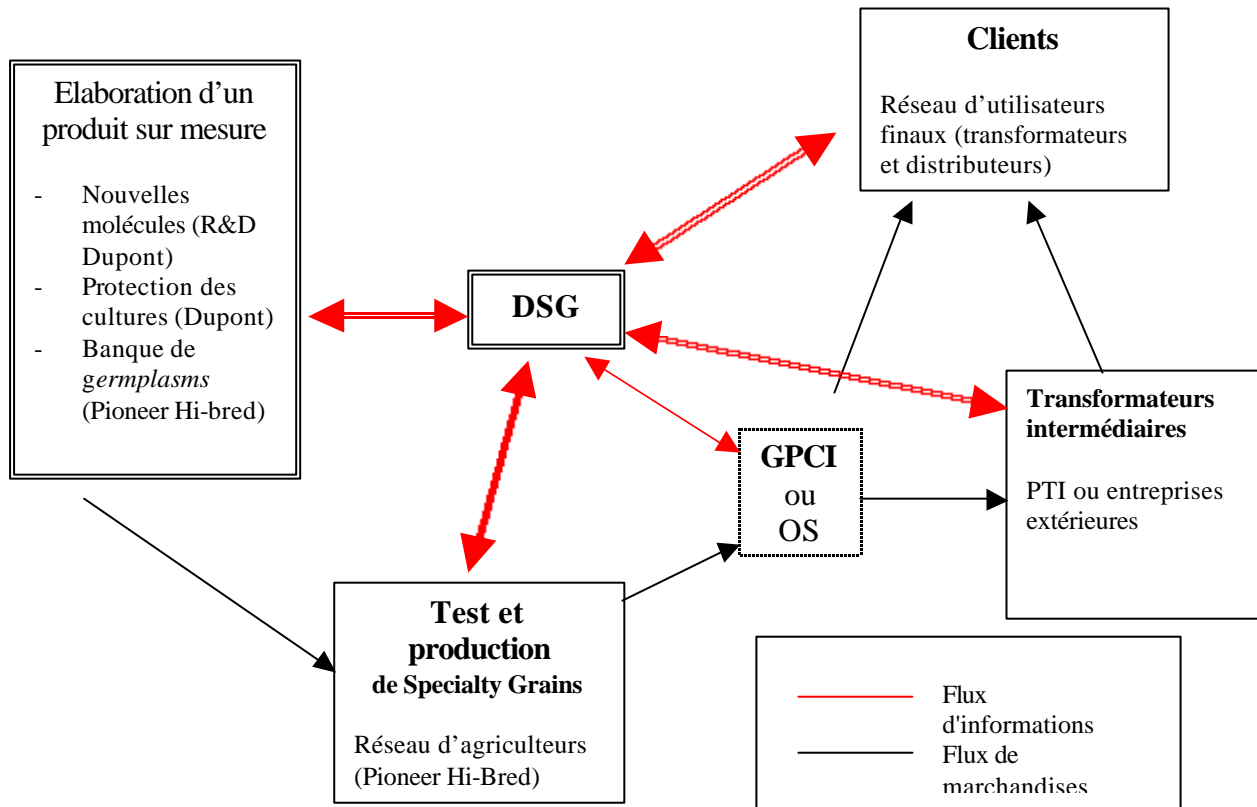 Elaboration d'un
produit sur mesure
- Nouvelles
molécules (R&D
Dupont)
- Protection des
cultures (Dupont)
- Banque de
germplasms
(Pioneer Hi-bred)
Clients
Réseau d'utilisateurs
finaux (transformateurs
et distributeurs)
DSG
GPCI
ou
OS
Transformateurs
intermédiaires
PTI ou entreprises
extérieures
Test et
production
de Specialty Grains
Réseau d'agriculteurs
(Pioneer Hi-Bred)
Flux
d'informations
Flux de
marchandises